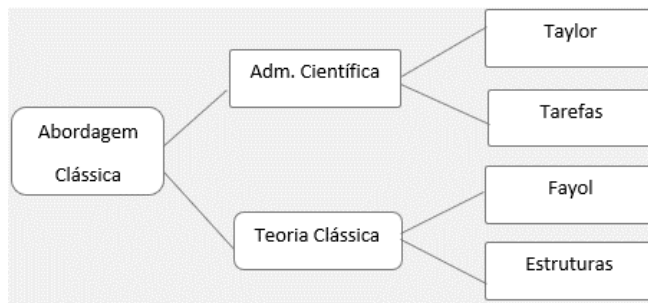 Abordagem
Clássica
Adm. Científica
Teoria Clássica
Taylor
Tarefas
Fayol
Estruturas